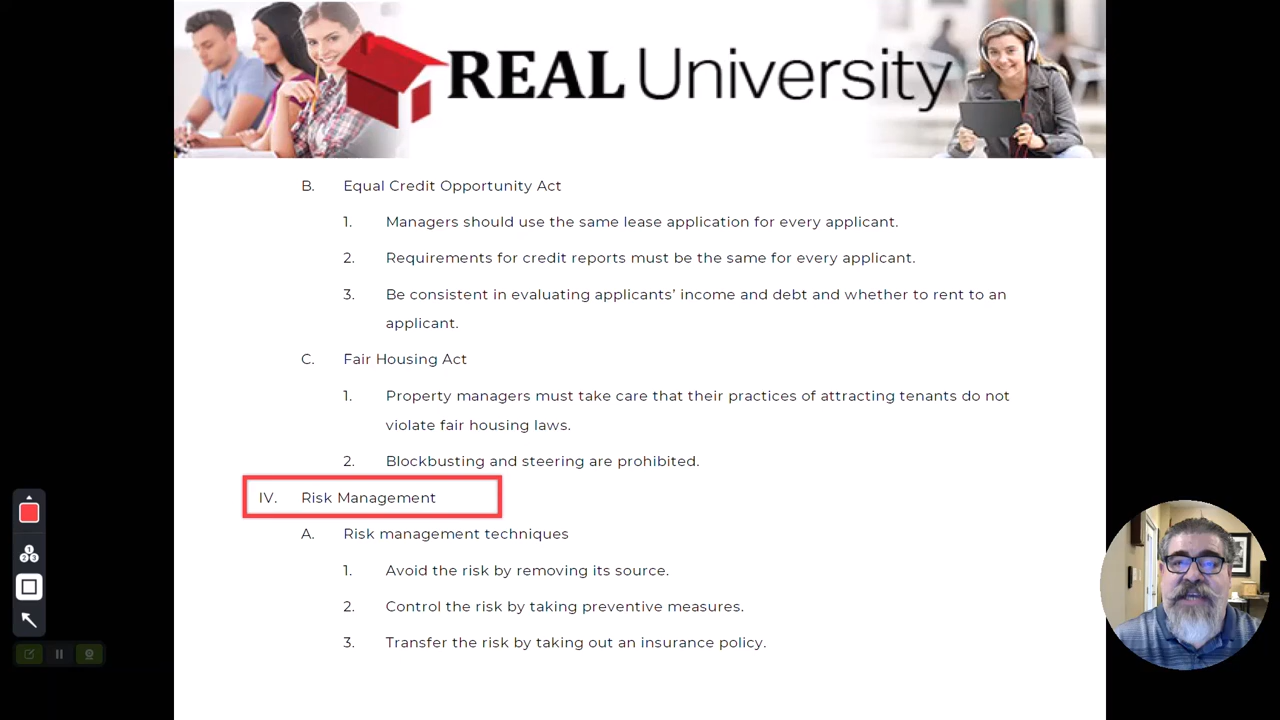 REAL University
B. Equal Credit Opportunity Act
1. Managers should use the same lease application for every applicant.
2. Requirements for credit reports must be the same for every applicant.
3. Be consistent in evaluating applicants’ income and debt and whether to rent to an
applicant.
C. Fair Housing Act
1. Property managers must take care that their practices of attracting tenants do not
violate fair housing laws.
2. Blockbusting and steering are prohibited.
IV. Risk Management
A. Risk management techniques
1. Avoid the risk by removing its source.
2. Control the risk by taking preventive measures.
3. Transfer the risk by taking out an insurance policy.